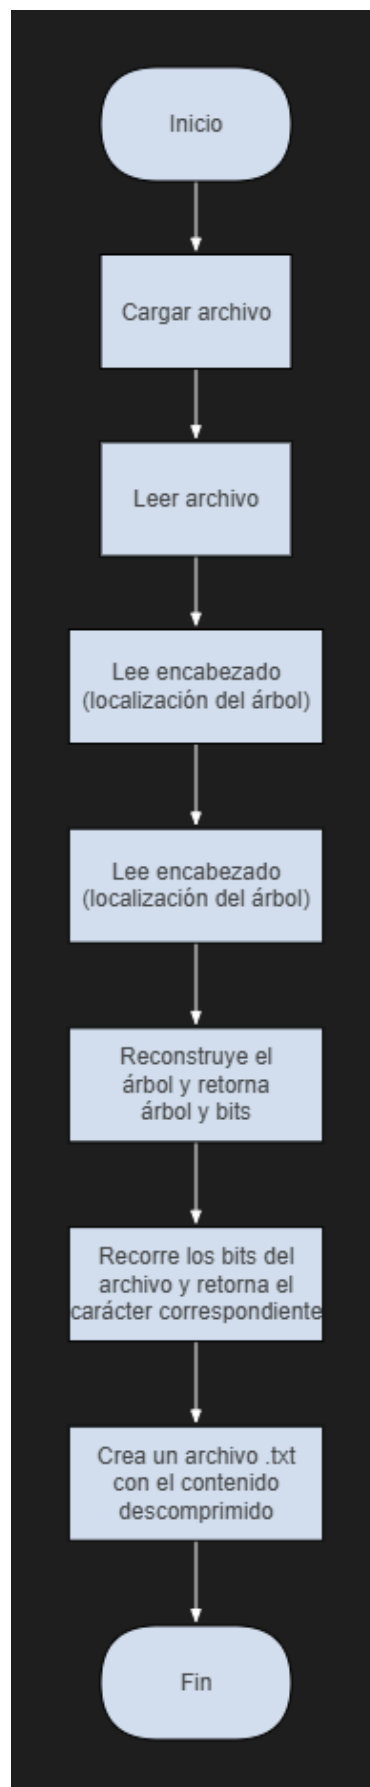 Inicio
Cargar archivo
Leer archivo
Lee encabezado
(localización del árbol)
Lee encabezado
(localización del árbol)
Reconstruye el
árbol y retorna
árbol y bits
Recorre los bits del
archivo y retorna el
carácter correspondiente
Crea un archivo .txt
con el contenido
descomprimido
Fin